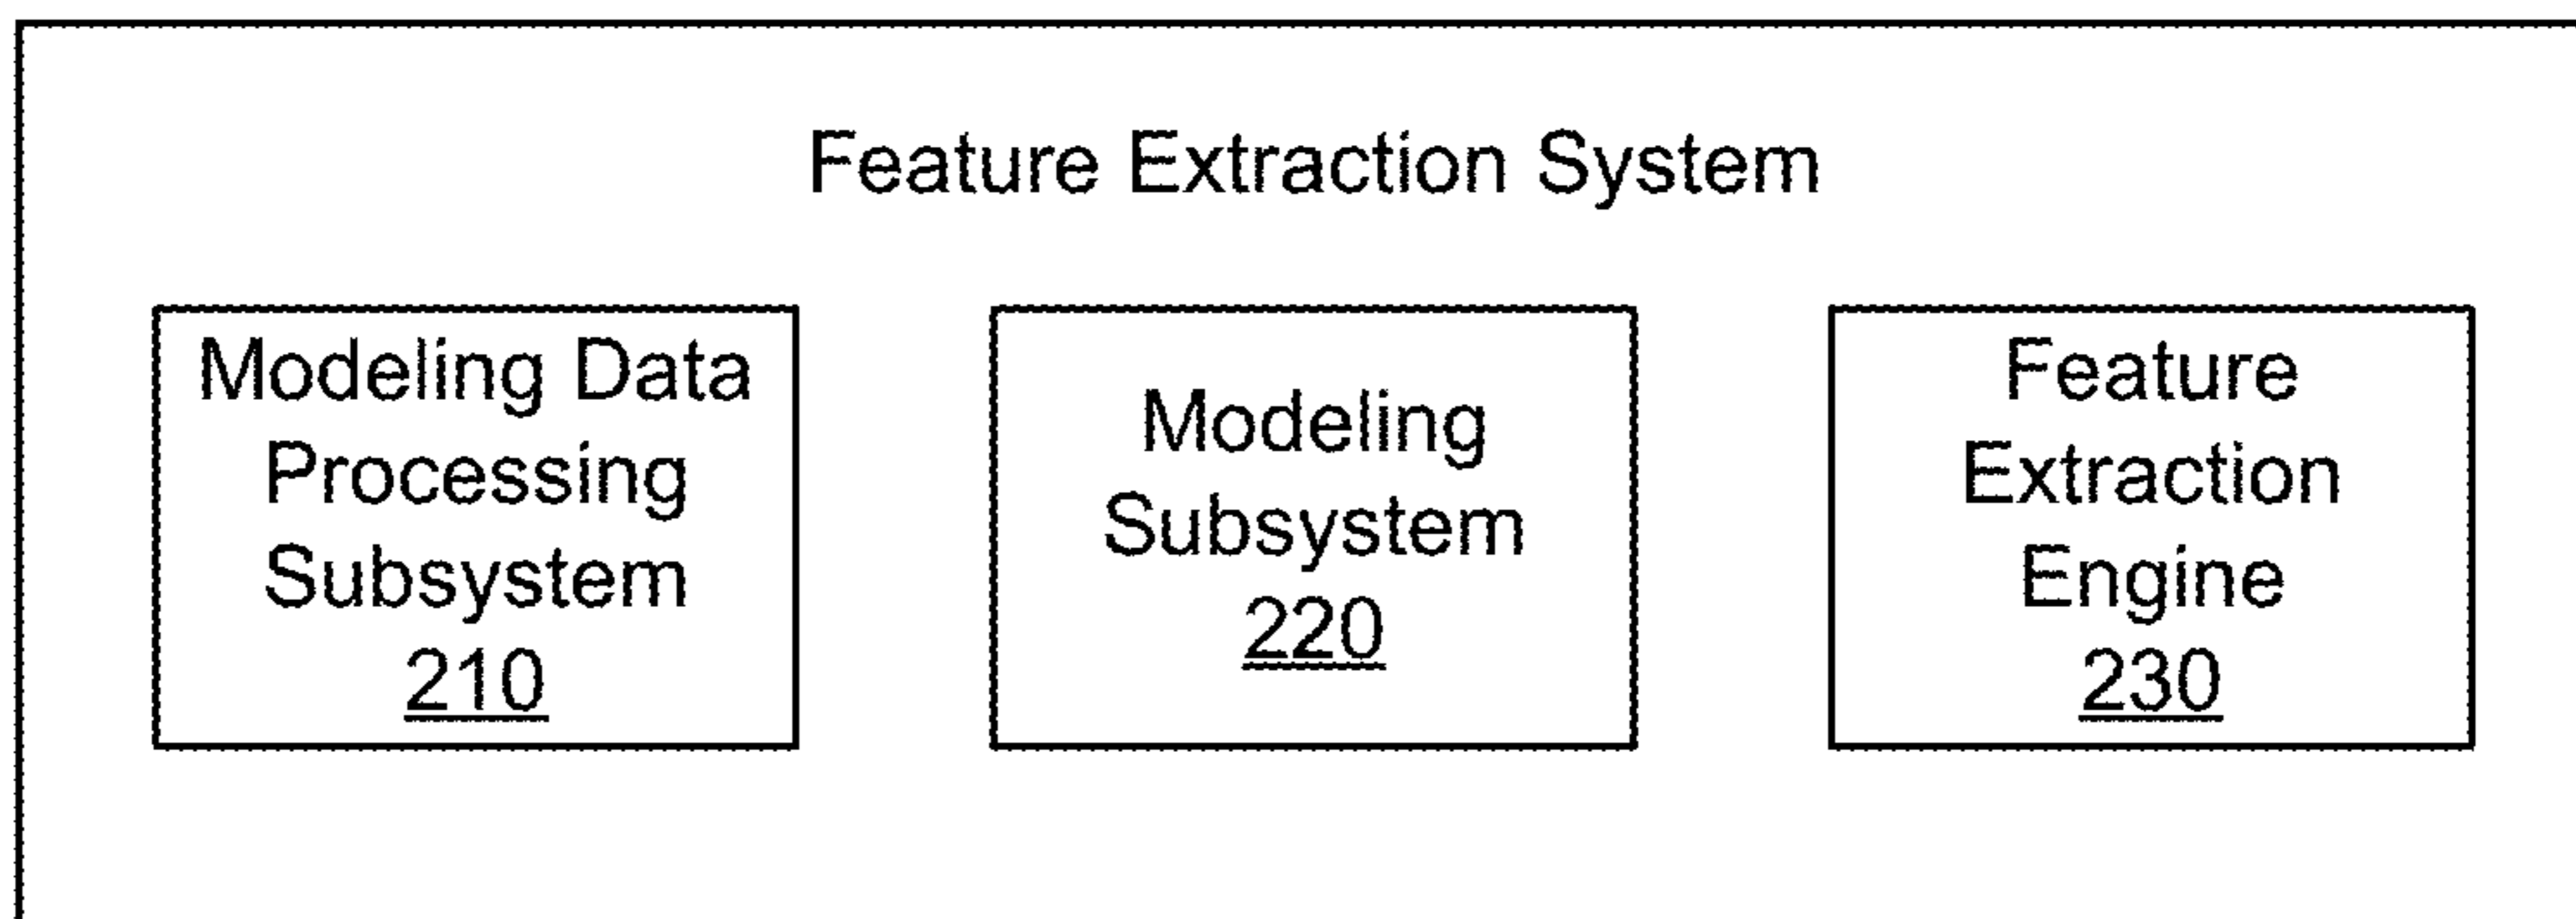 Feature Extraction System
Modeling Data
Processing
Subsystem
210
Modeling
Subsystem
220
Feature
Extraction
Engine
230